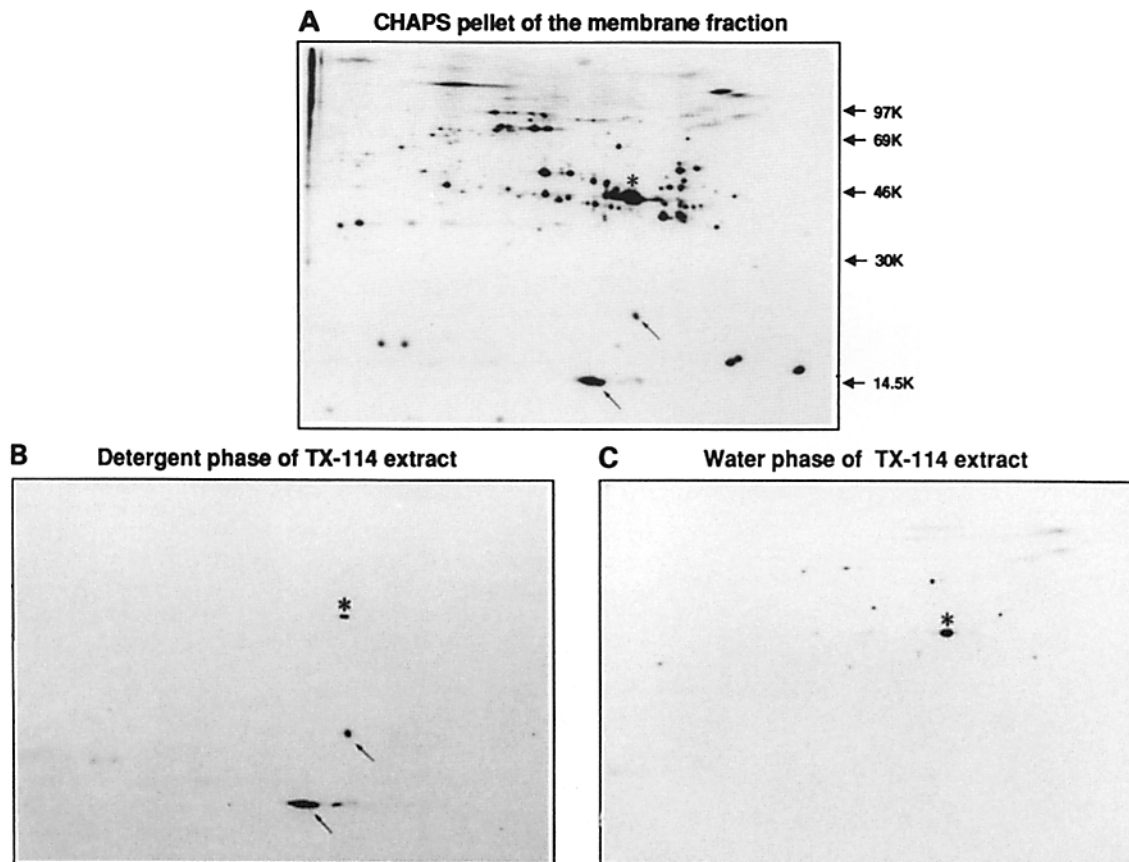 A CHAPS pellet of the membrane fraction
*
97K
69K
46K
30K
14.5K
B Detergent phase of TX-114 extract
*
C Water phase of TX-114 extract
*